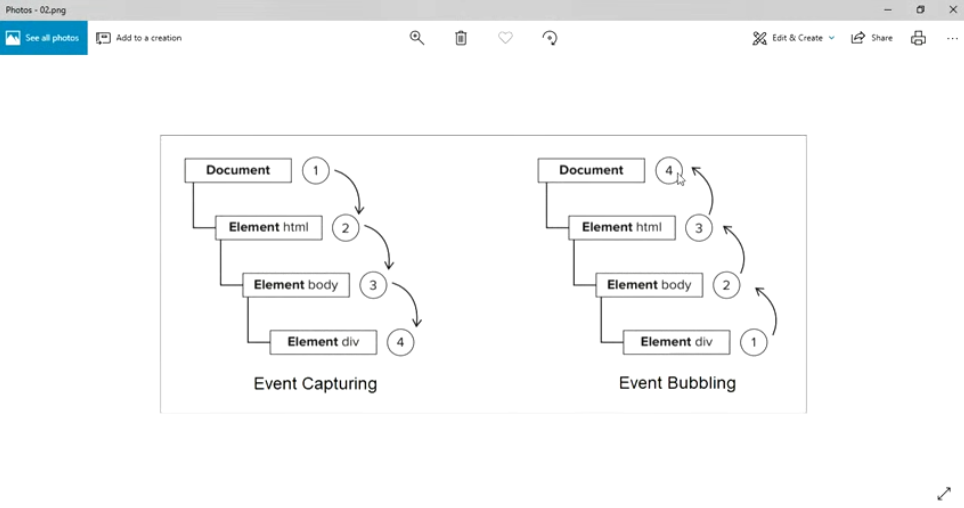 Photos - 02.png
See all photos
Add to a creation
Edit & Create
Share
Document 1
Element html 2
Element body 3
Element div 4
Event Capturing
Document 4
Element html 3
Element body 2
Element div 1
Event Bubbling